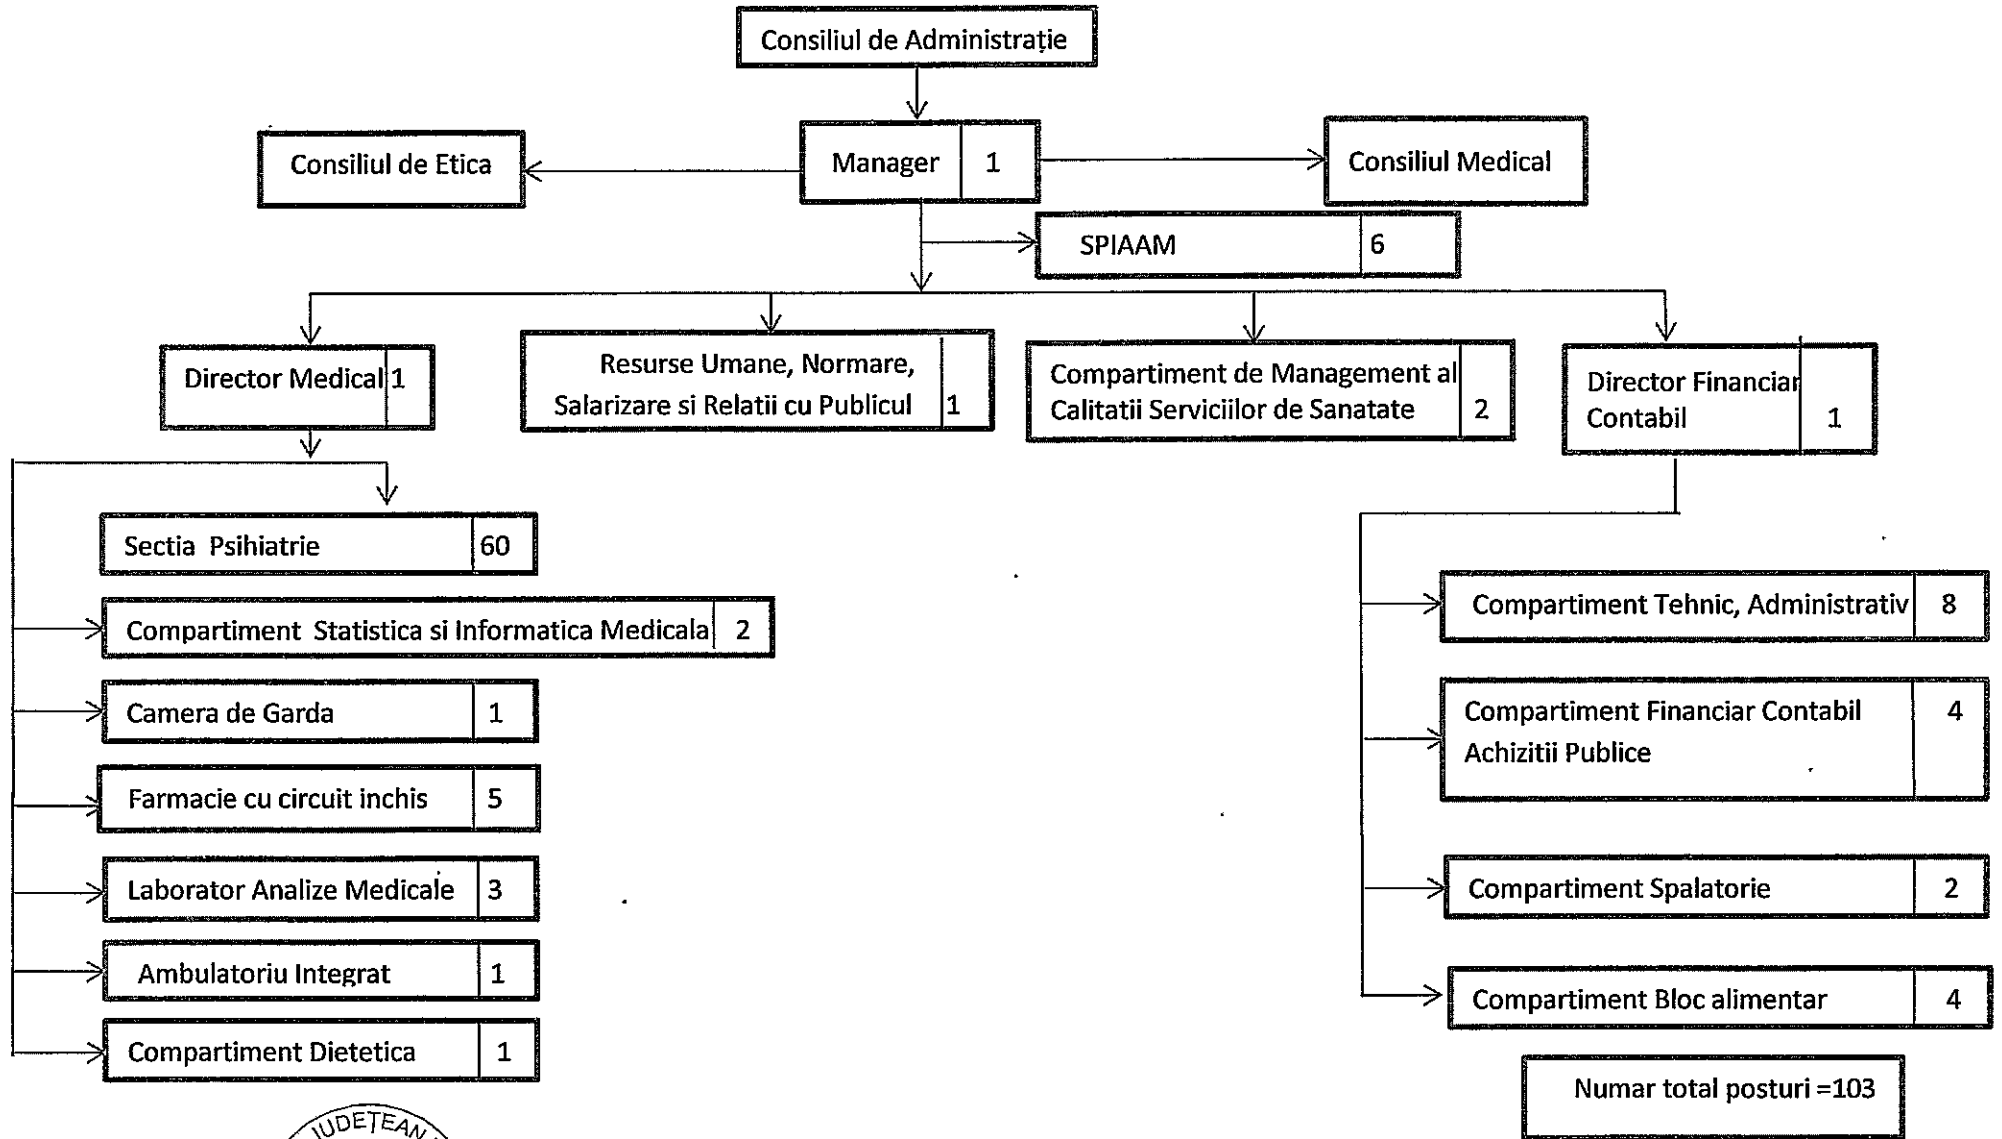 Consiliul de Administrație
Consiliul de Etica
Manager 1
Consiliul Medical
SPIAAM 6
Director Medical 1
Resurse Umane, Normare,
Salarizare si Relatii cu Publicul 1
Compartiment de Management al
Calitatii Serviciilor de Sanatate 2
Director Financiar
Contabil 1
Sectia Psihiatrie 60
Compartiment Statistica si Informatica Medicala 2
Camera de Garda 1
Farmacie cu circuit inchis 5
Laborator Analize Medicale 3
Ambulatoriu Integrat 1
Compartiment Dietetica 1
Compartiment Tehnic, Administrativ 8
Compartiment Financiar Contabil 4
Achizitii Publice
Compartiment Spalatorie 2
Compartiment Bloc alimentar 4
Numar total posturi =103
JUDEȚEAN